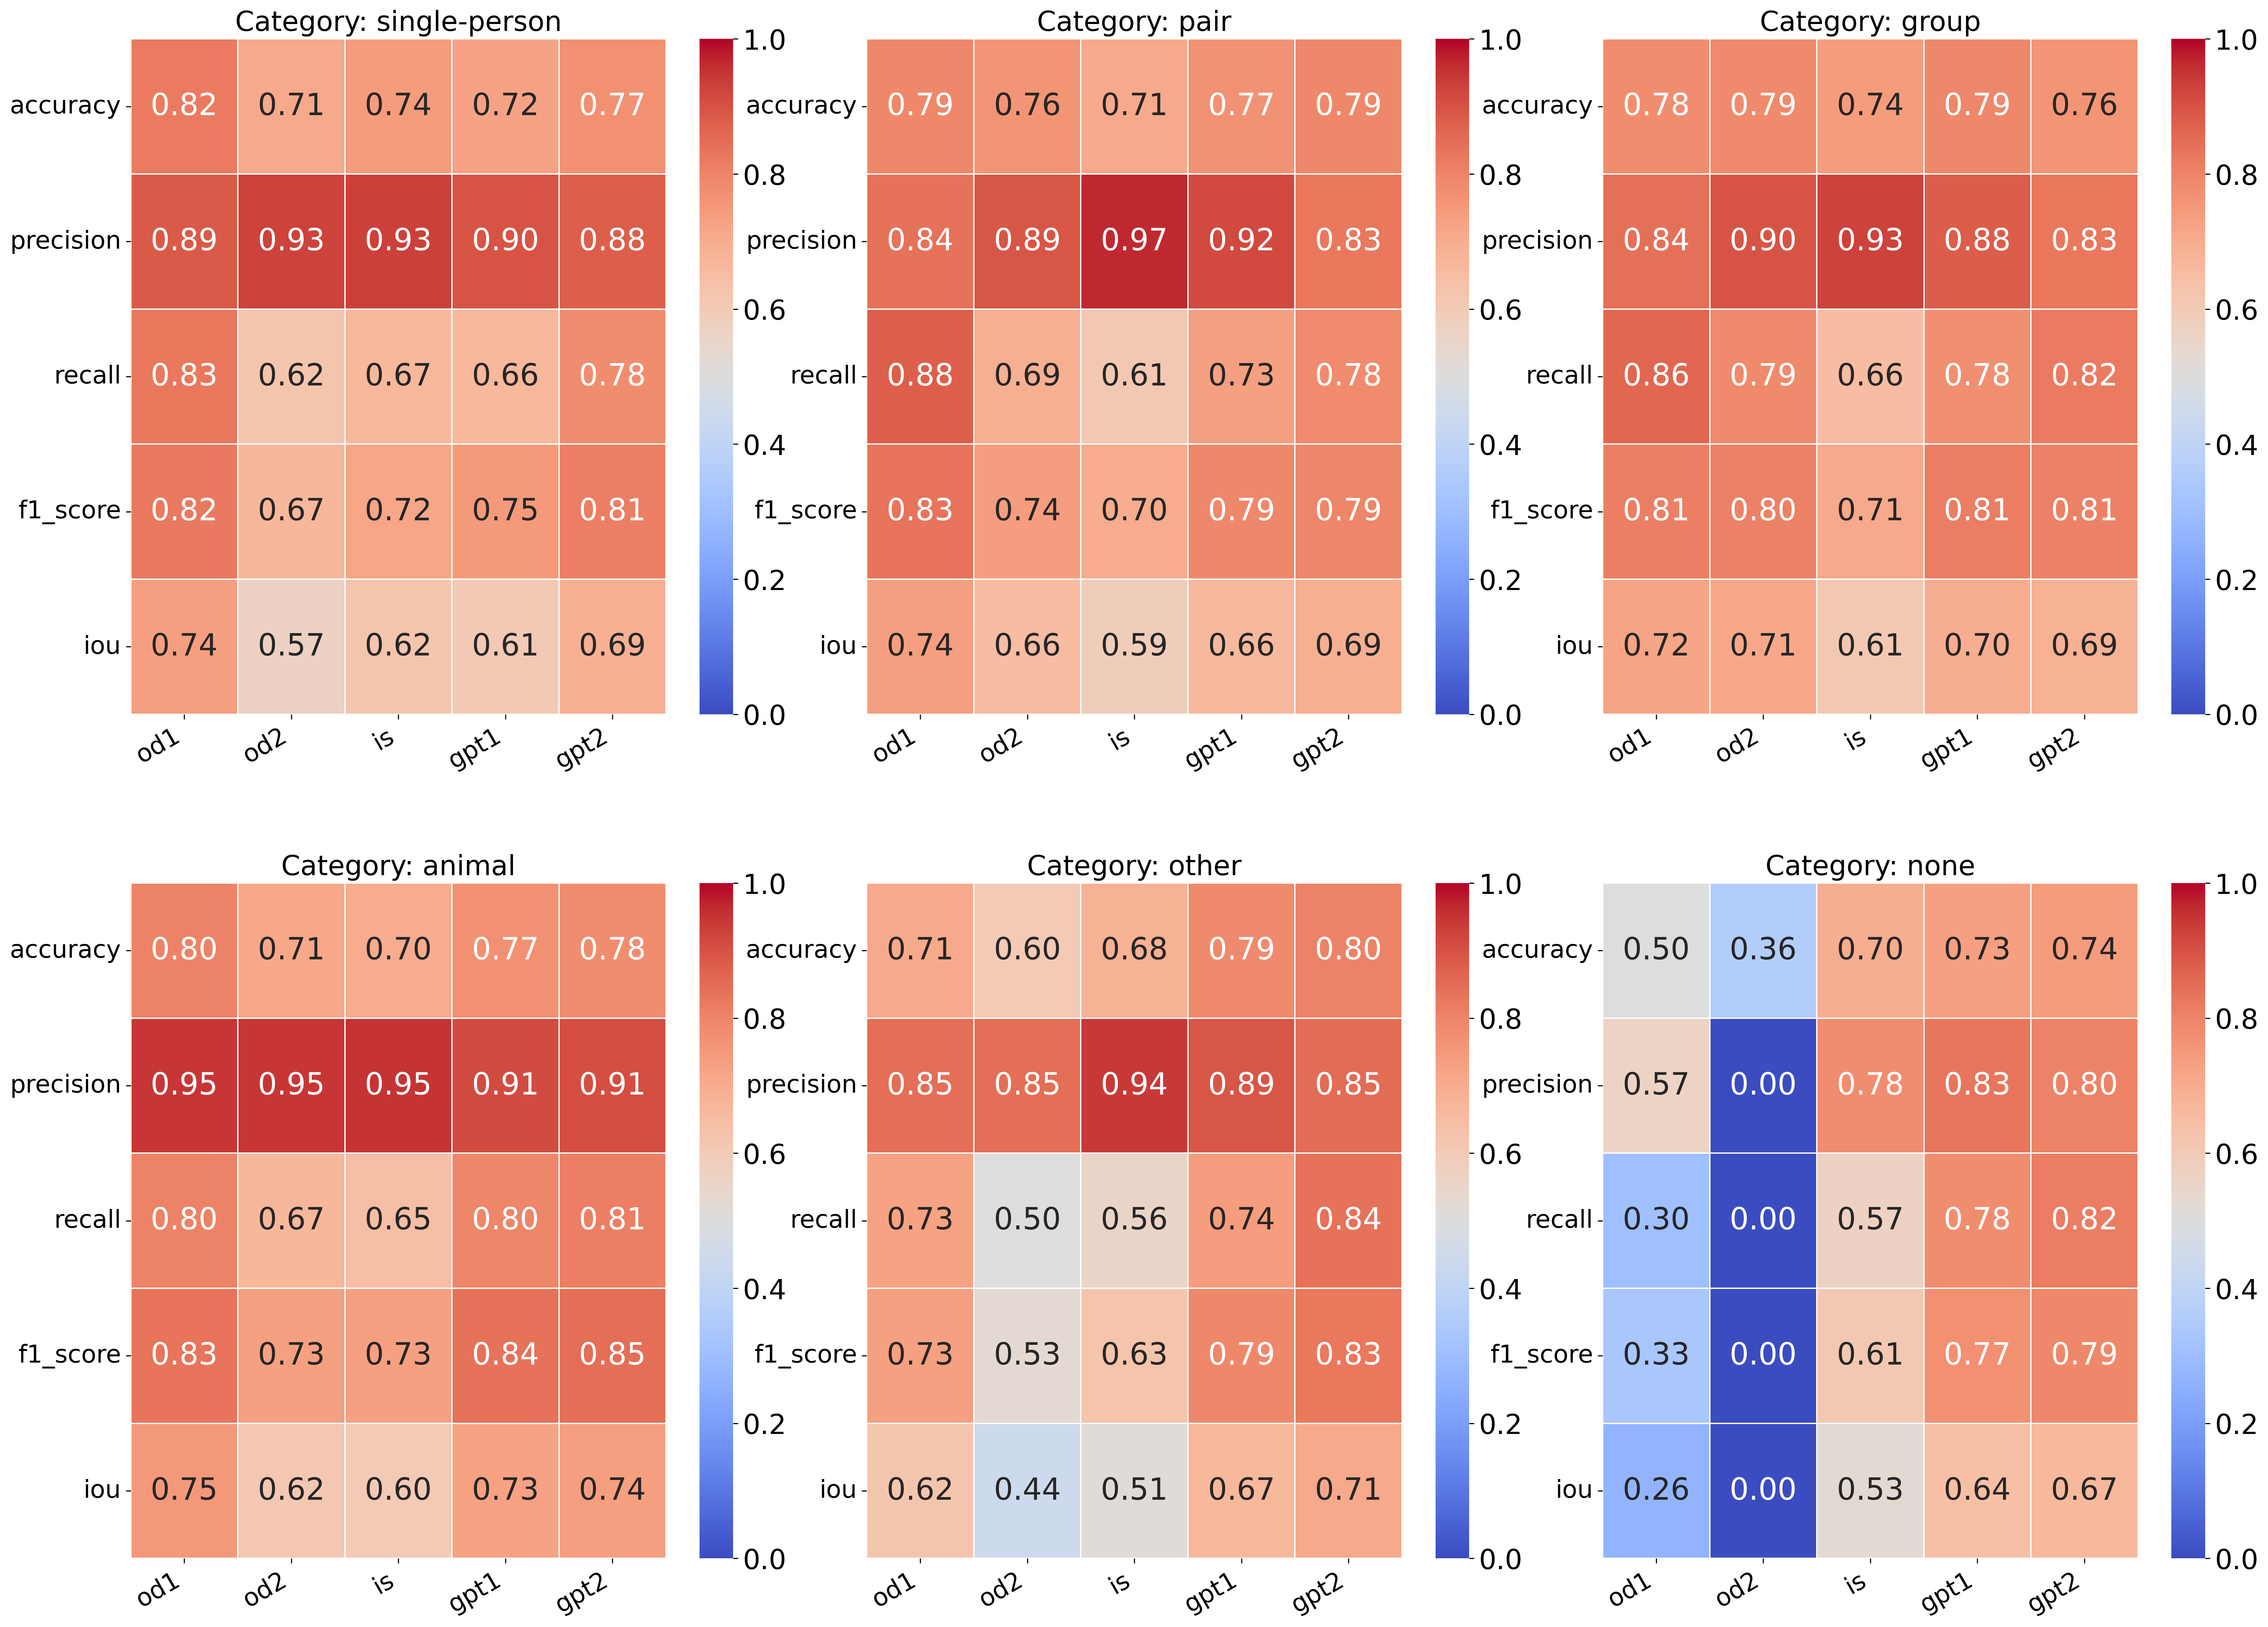 Category: single-person
accuracy 0.82 0.71 0.74 0.72 0.77
precision 0.89 0.93 0.93 0.90 0.88
recall 0.83 0.62 0.67 0.66 0.78
f1_score 0.82 0.67 0.72 0.75 0.81
iou 0.74 0.57 0.62 0.61 0.69
od1 od2 is gpt1 gpt2
1.0
0.8
0.6
0.4
0.2
0.0
Category: pair
accuracy 0.79 0.76 0.71 0.77 0.79
precision 0.84 0.89 0.97 0.92 0.83
recall 0.88 0.69 0.61 0.73 0.78
f1_score 0.83 0.74 0.70 0.79 0.79
iou 0.74 0.66 0.59 0.66 0.69
od1 od2 is gpt1 gpt2
1.0
0.8
0.6
0.4
0.2
0.0
Category: group
accuracy 0.78 0.79 0.74 0.79 0.76
precision 0.84 0.90 0.93 0.88 0.83
recall 0.86 0.79 0.66 0.78 0.82
f1_score 0.81 0.80 0.71 0.81 0.81
iou 0.72 0.71 0.61 0.70 0.69
od1 od2 is gpt1 gpt2
1.0
0.8
0.6
0.4
0.2
0.0
Category: animal
accuracy 0.80 0.71 0.70 0.77 0.78
precision 0.95 0.95 0.95 0.91 0.91
recall 0.80 0.67 0.65 0.80 0.81
f1_score 0.83 0.73 0.73 0.84 0.85
iou 0.75 0.62 0.60 0.73 0.74
od1 od2 is gpt1 gpt2
1.0
0.8
0.6
0.4
0.2
0.0
Category: other
accuracy 0.71 0.60 0.68 0.79 0.80
precision 0.85 0.85 0.94 0.89 0.85
recall 0.73 0.50 0.56 0.74 0.84
f1_score 0.73 0.53 0.63 0.79 0.83
iou 0.62 0.44 0.51 0.67 0.71
od1 od2 is gpt1 gpt2
1.0
0.8
0.6
0.4
0.2
0.0
Category: none
accuracy 0.50 0.36 0.70 0.73 0.74
precision 0.57 0.00 0.78 0.83 0.80
recall 0.30 0.00 0.57 0.78 0.82
f1_score 0.33 0.00 0.61 0.77 0.79
iou 0.26 0.00 0.53 0.64 0.67
od1 od2 is gpt1 gpt2
1.0
0.8
0.6
0.4
0.2
0.0